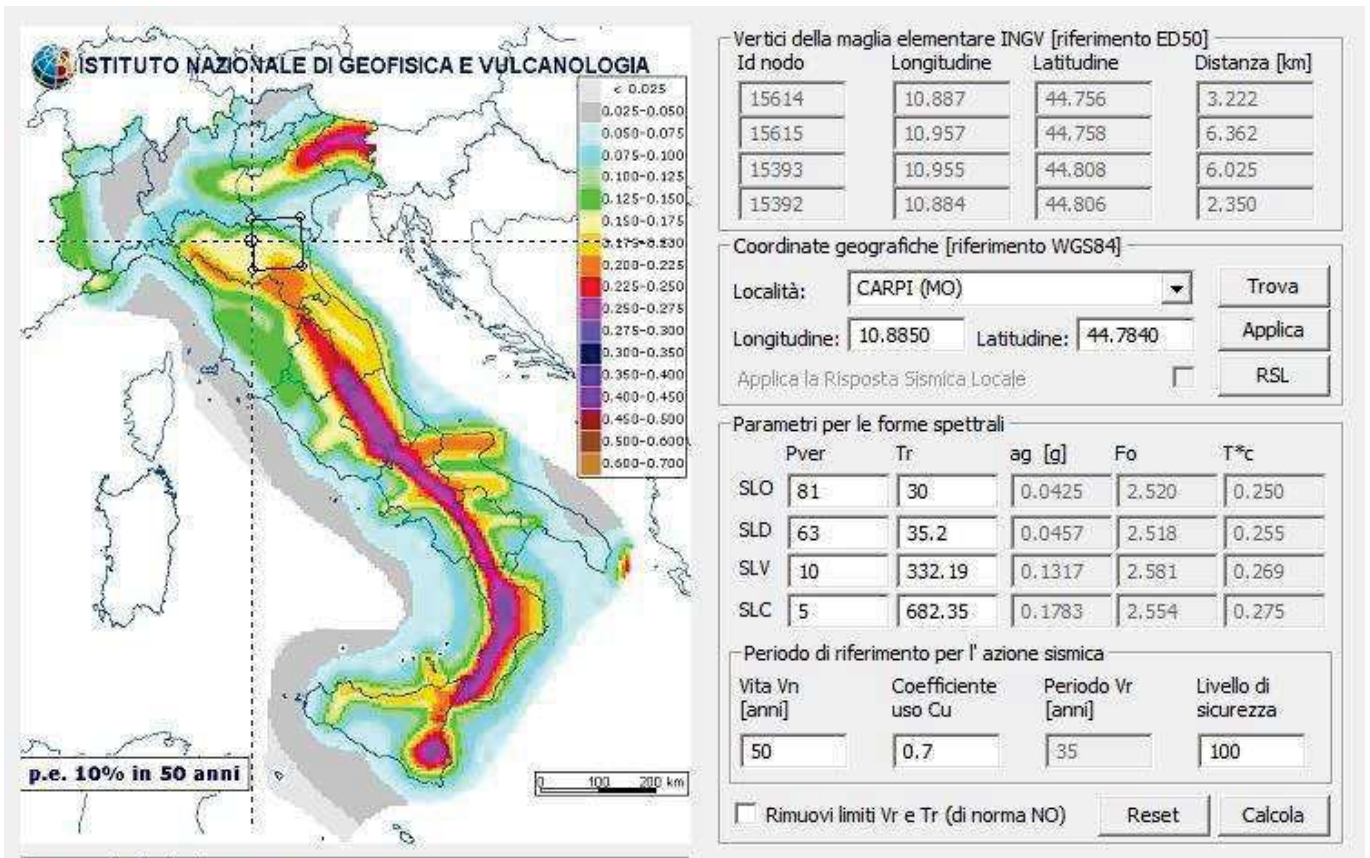 ISTITUTO NAZIONALE DI GEOFISICA E VULCANOLOGIA
< 0.025
0.025-0.050
0.050-0.075
0.075-0.100
0.100-0.125
0.125-0.150
0.150-0.175
0.175-0.200
0.200-0.225
0.225-0.250
0.250-0.275
0.275-0.300
0.300-0.350
0.350-0.400
0.400-0.450
0.450-0.500
0.500-0.600
0.600-0.700
p.e. 10% in 50 anni
0 100 200 km
Vertici della maglia elementare INGV [riferimento ED50]
Id nodo Longitudine Latitudine Distanza [km]
15614 10.887 44.756 3.222
15615 10.957 44.758 6.362
15393 10.955 44.808 6.025
15392 10.884 44.806 2.350
Coordinate geografiche [riferimento WGS84]
Località: CARPI (MO) Trova
Longitudine: 10.8850 Latitudine: 44.7840 Applica
Applica la Risposta Sismica Locale RSL
Parametri per le forme spettrali
Pver Tr ag [g] Fo T*c
SLO 81 30 0.0425 2.520 0.250
SLD 63 35.2 0.0457 2.518 0.255
SLV 10 332.19 0.1317 2.581 0.269
SLC 5 682.35 0.1783 2.554 0.275
Periodo di riferimento per l' azione sismica
Vita Vn [anni] Coefficiente uso Cu Periodo Vr [anni] Livello di sicurezza
50 0.7 35 100
Rimuovi limiti Vr e Tr (di norma NO) Reset Calcola